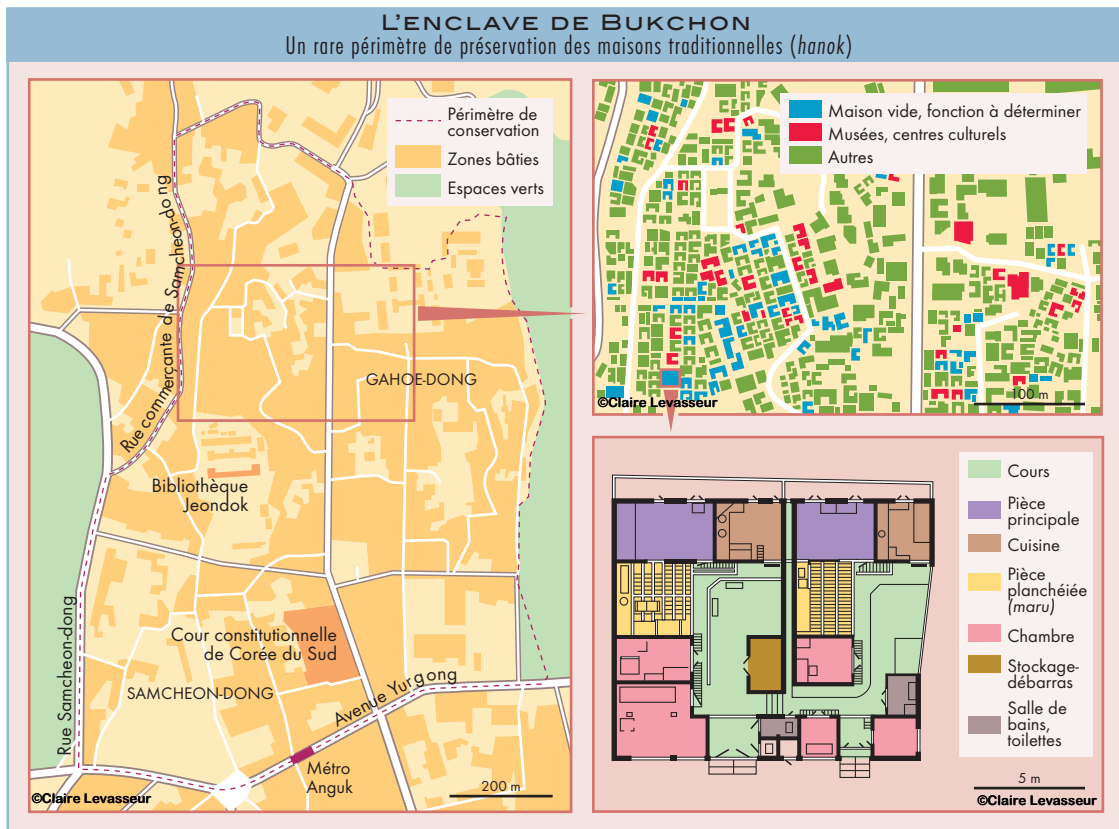 L'ENCLAVE DE BUKCHON
Un rare périmètre de préservation des maisons traditionnelles (hanok)
Périmètre de
conservation
Zones bâties
Espaces verts
Rue commerçante de Samcheon-dong
GAHOE-DONG
Bibliothèque
Jeondok
Cour constitutionnelle
de Corée du Sud
SAMCHEON-DONG
Rue Samcheon-dong
Avenue Yurgong
Métro
Anguk
200 m
©Claire Levasseur
Maison vide, fonction à déterminer
Musées, centres culturels
Autres
100 m
©Claire Levasseur
Cours
Pièce
principale
Cuisine
Pièce
planchéiée
(maru)
Chambre
Stockage-
débarras
Salle de
bains,
toilettes
5 m
©Claire Levasseur